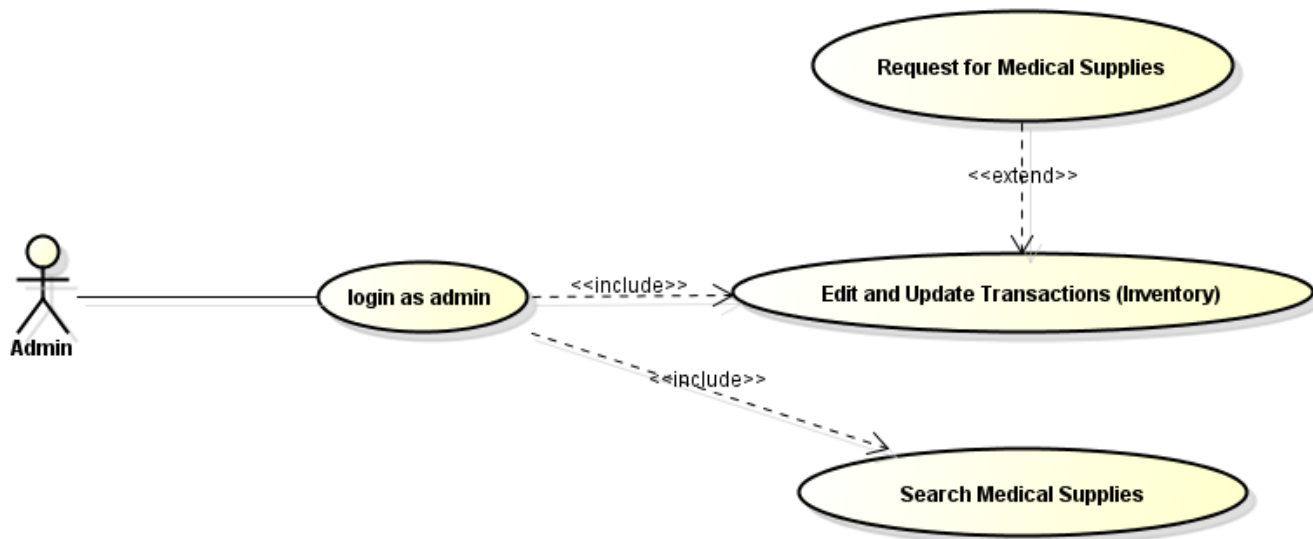 Request for Medical Supplies
<<extend>>
<<include>>
login as admin
Edit and Update Transactions (Inventory)
Admin
<<include>>
Search Medical Supplies